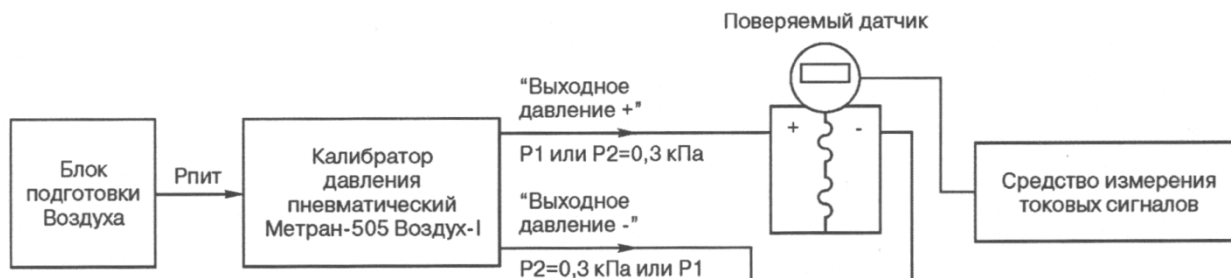 Поверяемый датчик
“Выходное
давление +”
+ -
Блок
подготовки
Воздуха
Рпит
Калибратор
давления
пневматический
Метран-505 Воздух-I
Р1 или Р2=0,3 кПа
“Выходное
давление -”
Р2=0,3 кПа или Р1
Средство измерения
токовых сигналов